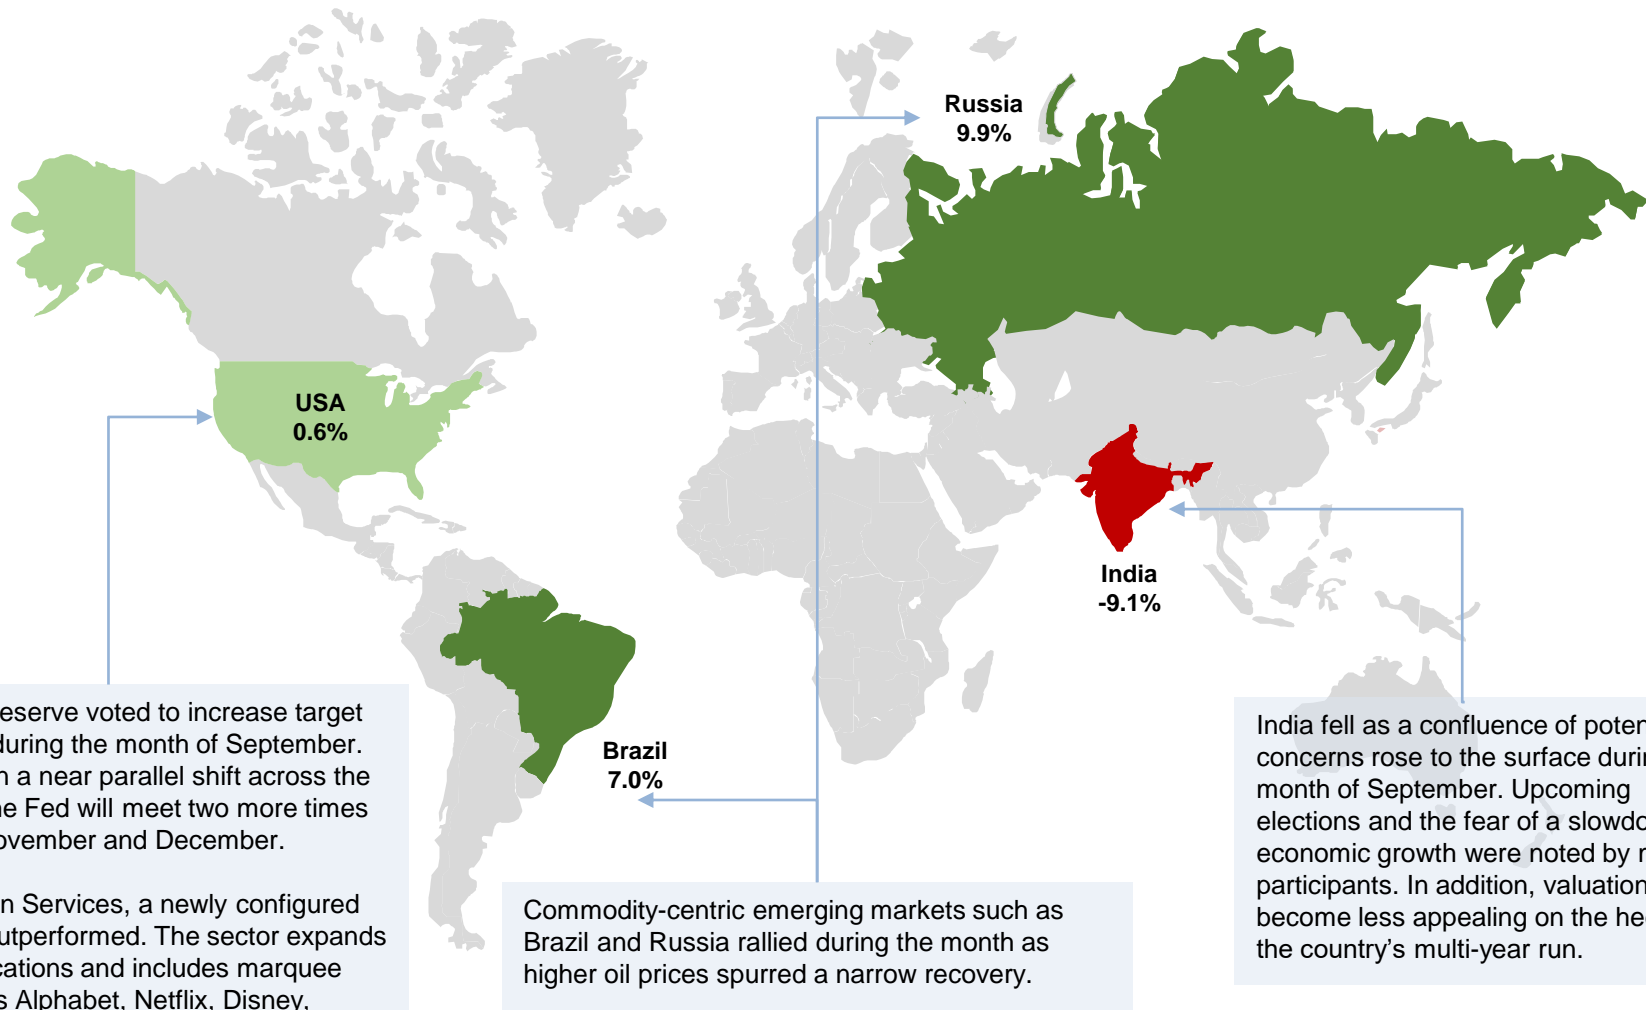 Russia
9.9%
USA
0.6%
India
-9.1%
Brazil
7.0%
eserve voted to increase target
during the month of September.
a near parallel shift across the
Fed will meet two more times
ovember and December.
n Services, a newly configured
outperformed. The sector expands
cations and includes marquee
s Alphabet, Netflix, Disney,
Commodity-centric emerging markets such as
Brazil and Russia rallied during the month as
higher oil prices spurred a narrow recovery.
India fell as a confluence of poten
concerns rose to the surface durin
month of September. Upcoming
elections and the fear of a slowdo
economic growth were noted by
participants. In addition, valuation
become less appealing on the hee
the country's multi-year run.